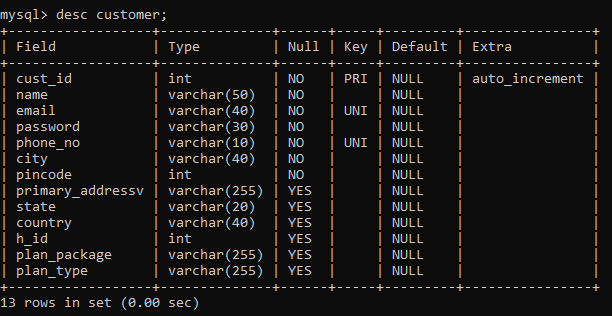 mysql> desc customer;
+------------------+--------------+------+-----+---------+----------------+
| Field            | Type         | Null | Key | Default | Extra          |
+------------------+--------------+------+-----+---------+----------------+
| cust_id          | int          | NO   | PRI | NULL    | auto_increment |
| name             | varchar(50)  | NO   |     | NULL    |                |
| email            | varchar(40)  | NO   | UNI | NULL    |                |
| password         | varchar(30)  | NO   |     | NULL    |                |
| phone_no         | varchar(10)  | NO   | UNI | NULL    |                |
| city             | varchar(40)  | NO   |     | NULL    |                |
| pincode          | int          | NO   |     | NULL    |                |
| primary_addressv | varchar(255) | YES  |     | NULL    |                |
| state            | varchar(20)  | YES  |     | NULL    |                |
| country          | varchar(40)  | YES  |     | NULL    |                |
| h_id             | int          | YES  |     | NULL    |                |
| plan_package     | varchar(255) | YES  |     | NULL    |                |
| plan_type        | varchar(255) | YES  |     | NULL    |                |
+------------------+--------------+------+-----+---------+----------------+
13 rows in set (0.00 sec)